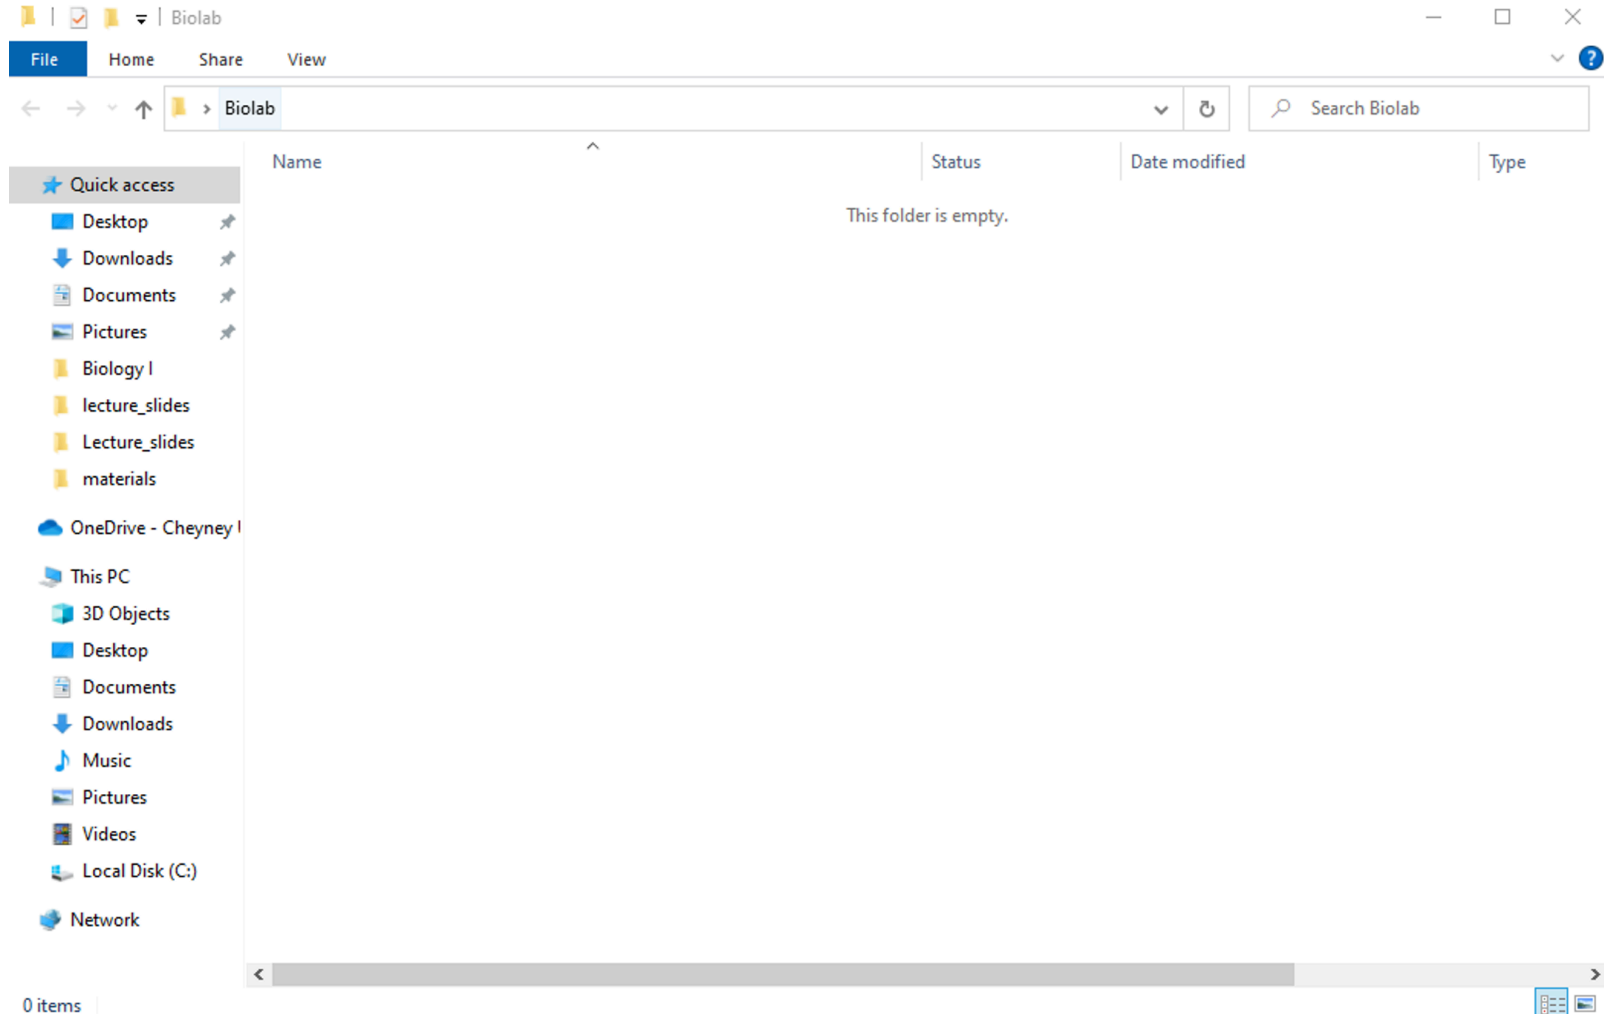 Biolab
File Home Share View ?
Biolab
Search Biolab
Name Status Date modified Type
This folder is empty.
Quick access
Desktop
Downloads
Documents
Pictures
Biology I
lecture_slides
Lecture_slides
materials
OneDrive - Cheyney
This PC
3D Objects
Desktop
Documents
Downloads
Music
Pictures
Videos
Local Disk (C:)
Network
0 items